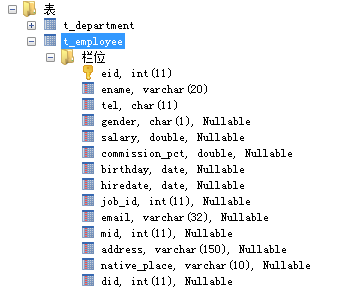 表
t_department
t_employee
栏位
eid, int(11)
ename, varchar(20)
tel, char(11)
gender, char(1), Nullable
salary, double, Nullable
commission_pct, double, Nullable
birthday, date, Nullable
hiredate, date, Nullable
job_id, int(11), Nullable
email, varchar(32), Nullable
mid, int(11), Nullable
address, varchar(150), Nullable
native_place, varchar(10), Nullable
did, int(11), Nullable